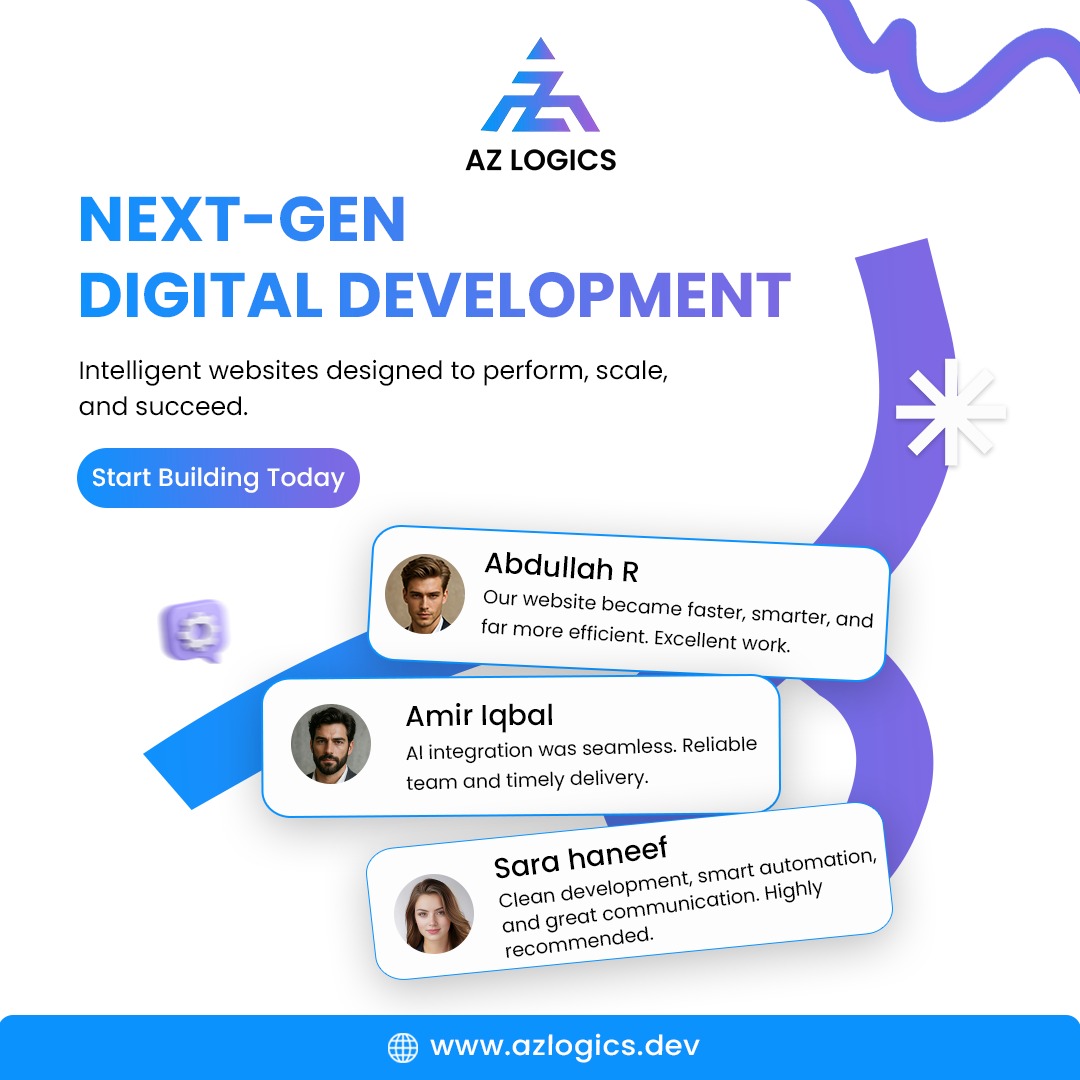 AZ LOGICS
NEXT-GEN
DIGITAL DEVELOPMENT
Intelligent websites designed to perform, scale,
and succeed.
Start Building Today
Abdullah R
Our website became faster, smarter, and
far more efficient. Excellent work.
Amir Iqbal
AI integration was seamless. Reliable
team and timely delivery.
Sara haneef
Clean development, smart automation,
and great communication. Highly
recommended.
www.azlogics.dev